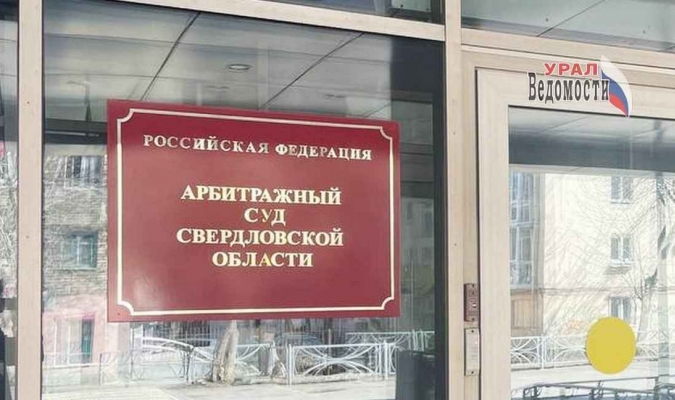 РОССИЙСКАЯ ФЕДЕРАЦИЯ
АРБИТРАЖНЫЙ
СУД
СВЕРДЛОВСКОЙ
ОБЛАСТИ
УРАЛ
ВЕДОМОСТИ